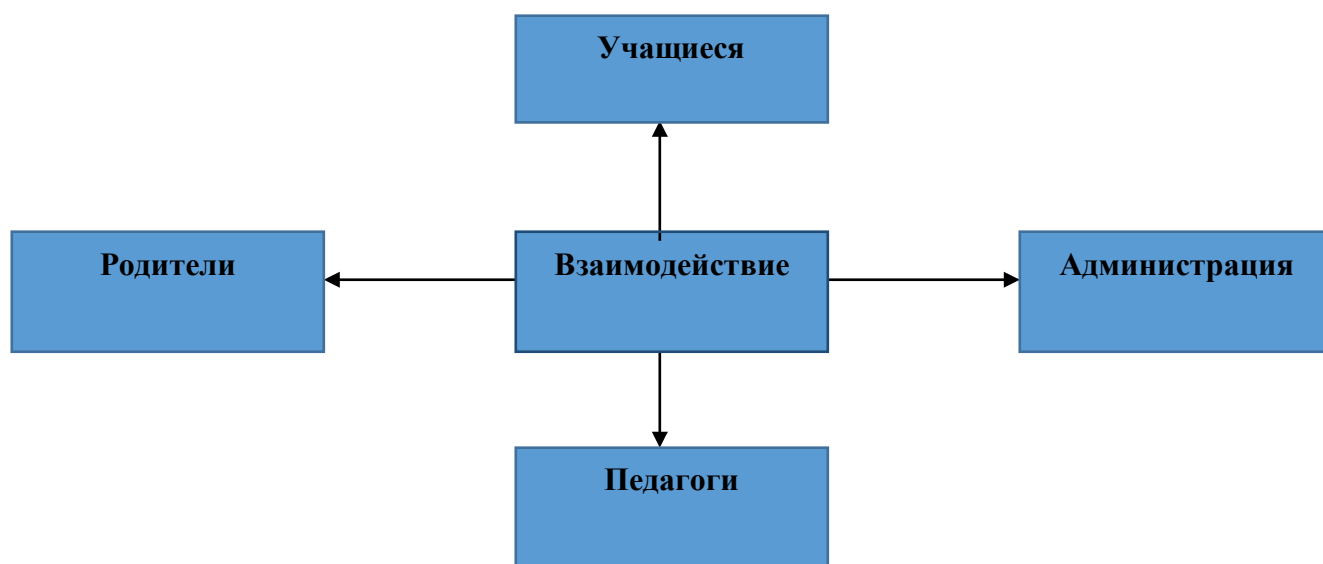 Учащиеся
Родители
Взаимодействие
Администрация
Педагоги